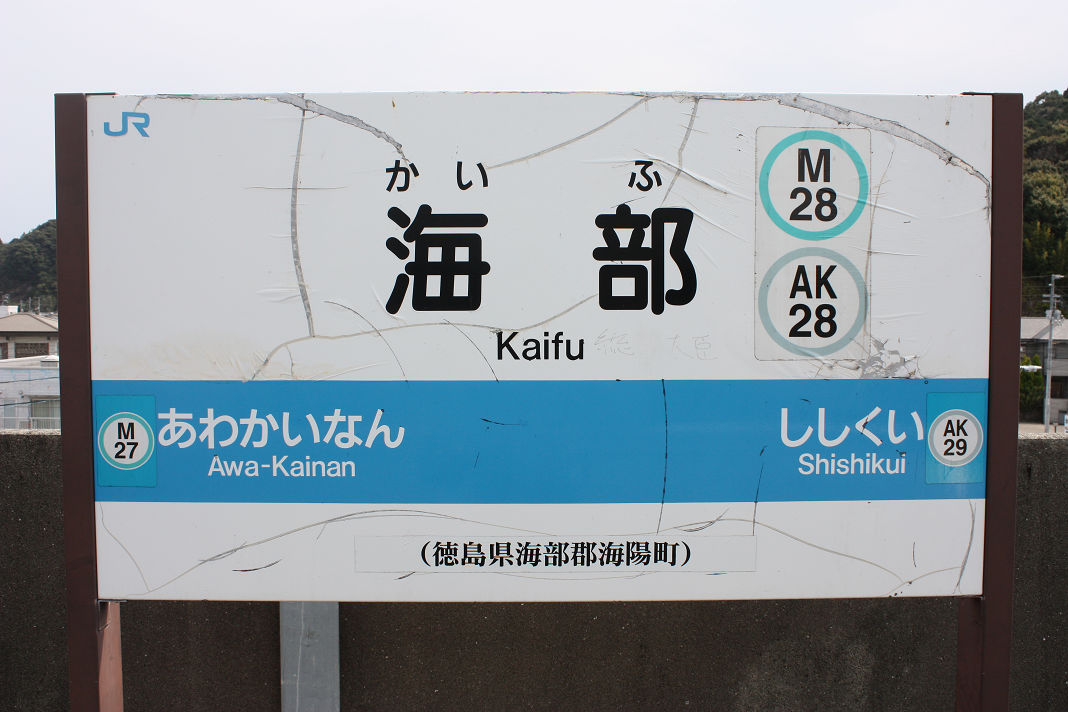 JR
かいふ
海部
Kaifu
M
28
AK
28
M
27
あわかいなん
Awa-Kainan
ししくい
Shishikui
AK
29
(徳島県海部郡海陽町)